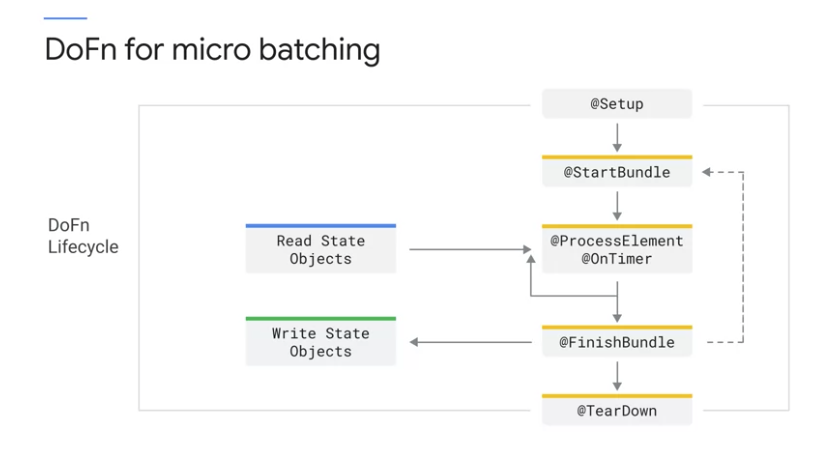 DoFn for micro batching
@Setup
@StartBundle
DoFn
Lifecycle
Read State
Objects
@ProcessElement
@OnTimer
Write State
Objects
@FinishBundle
@TearDown